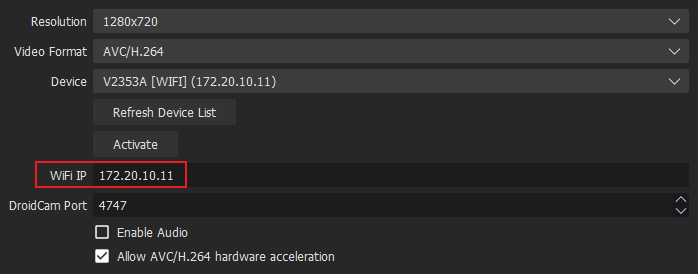 Resolution 1280x720
Video Format AVC/H.264
Device V2353A [WIFI] (172.20.10.11)
Refresh Device List
Activate
WiFi IP 172.20.10.11
DroidCam Port 4747
Enable Audio
Allow AVC/H.264 hardware acceleration